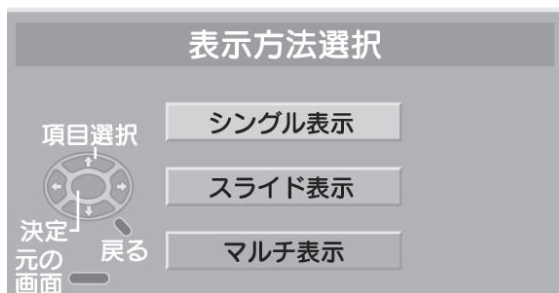 表示方法選択
シングル表示
項目選択
スライド表示
決定
戻る
元の
画面
マルチ表示